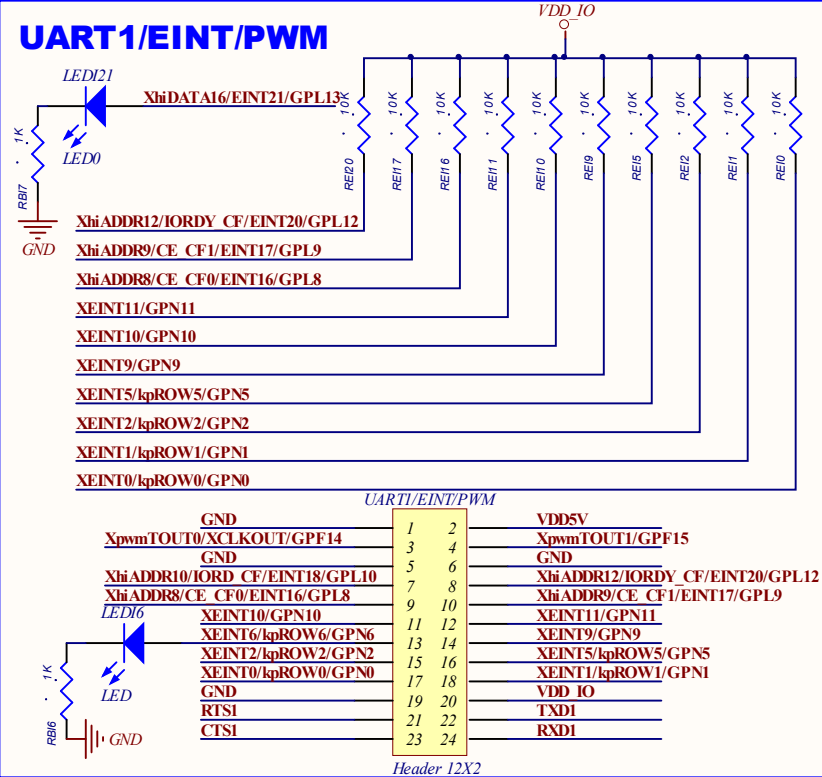 VDD_IO
UART1/EINT/PWM
LEDI21
XhiDATA16/EINT21/GPL13
LED0
1K
RBI7
GND
10K 10K 10K 10K 10K 10K 10K 10K 10K 10K
REI20 REI17 REI16 REI11 REI10 REI9 REI5 REI2 REI1 REI0
XhiADDR12/IORDY_CF/EINT20/GPL12
XhiADDR9/CE_CF1/EINT17/GPL9
XhiADDR8/CE_CF0/EINT16/GPL8
XEINT11/GPN11
XEINT10/GPN10
XEINT9/GPN9
XEINT5/kpROW5/GPN5
XEINT2/kpROW2/GPN2
XEINT1/kpROW1/GPN1
XEINT0/kpROW0/GPN0
UART1/EINT/PWM
GND 1 2 VDD5V
XpwmTOUT0/XCLKOUT/GPF14 3 4 XpwmTOUT1/GPF15
GND 5 6 GND
XhiADDR10/IORD_CF/EINT18/GPL10 7 8 XhiADDR12/IORDY_CF/EINT20/GPL12
XhiADDR8/CE_CF0/EINT16/GPL8 9 10 XhiADDR9/CE_CF1/EINT17/GPL9
XEINT10/GPN10 11 12 XEINT11/GPN11
XEINT6/kpROW6/GPN6 13 14 XEINT9/GPN9
XEINT2/kpROW2/GPN2 15 16 XEINT5/kpROW5/GPN5
XEINT0/kpROW0/GPN0 17 18 XEINT1/kpROW1/GPN1
GND 19 20 VDD_IO
RTS1 21 22 TXD1
CTS1 23 24 RXD1
Header 12X2
LEDI6
LED
1K
RBI6
GND